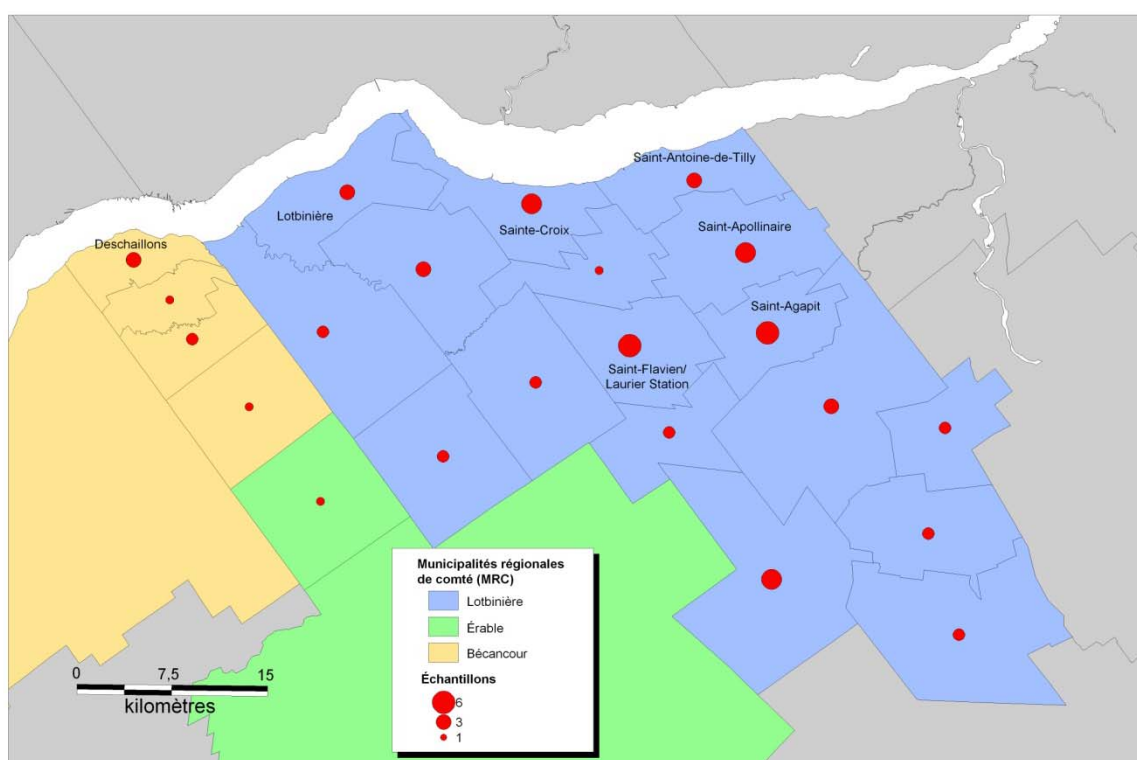 Saint-Antoine-de-Tilly
Lotbinière
Sainte-Croix
Saint-Apollinaire
Deschaillons
Saint-Agapit
Saint-Flavien/
Laurier Station
Municipalités régionales
de comté (MRC)
Lotbinière
Érable
Bécancour
Échantillons
6
3
1
0 7,5 15
kilomètres